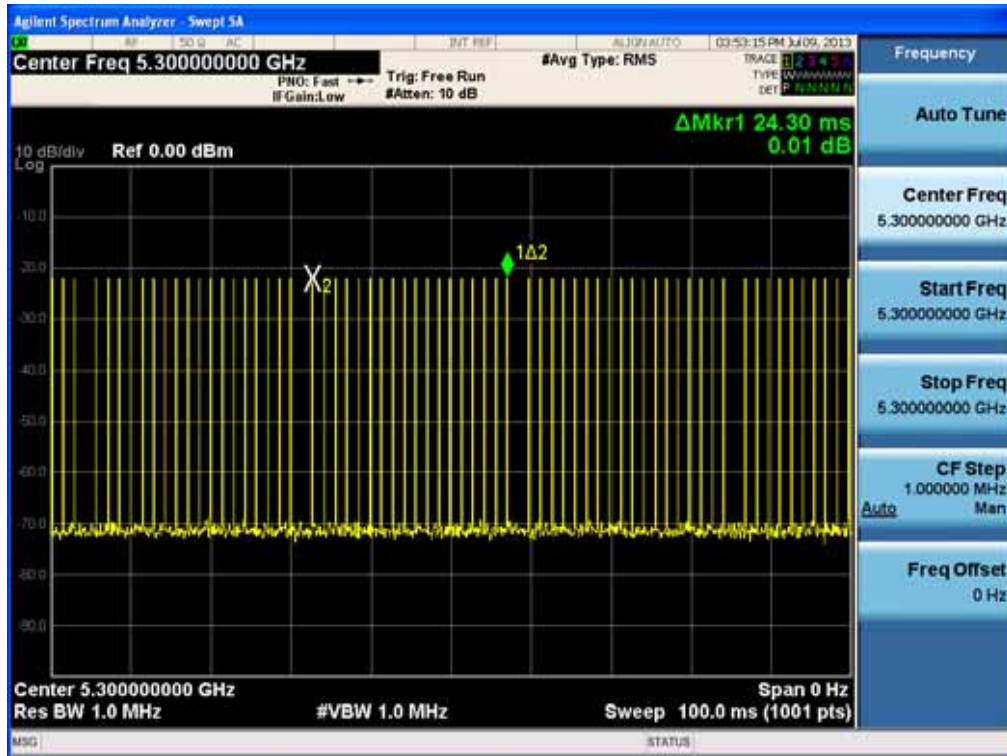 Agilent Spectrum Analyzer - Swept SA
RF 50 Ω AC INT REF ALIGN AUTO 03:53:15 PM Jul 09, 2013
Center Freq 5.300000000 GHz
PNO: Fast
IFGain:Low
Trig: Free Run
#Atten: 10 dB
#Avg Type: RMS
TRACE 1 2 3 4 5 6
TYPE
DET P N N N N N
ΔMkr1 24.30 ms
0.01 dB
10 dB/div
Log
Ref 0.00 dBm
-10.0
-20.0
-30.0
-40.0
-50.0
-60.0
-70.0
-80.0
-90.0
X2
1Δ2
Center 5.300000000 GHz
Span 0 Hz
Res BW 1.0 MHz
#VBW 1.0 MHz
Sweep 100.0 ms (1001 pts)
MSG
STATUS
Frequency
Auto Tune
Center Freq
5.300000000 GHz
Start Freq
5.300000000 GHz
Stop Freq
5.300000000 GHz
CF Step
1.000000 MHz
Auto Man
Freq Offset
0 Hz